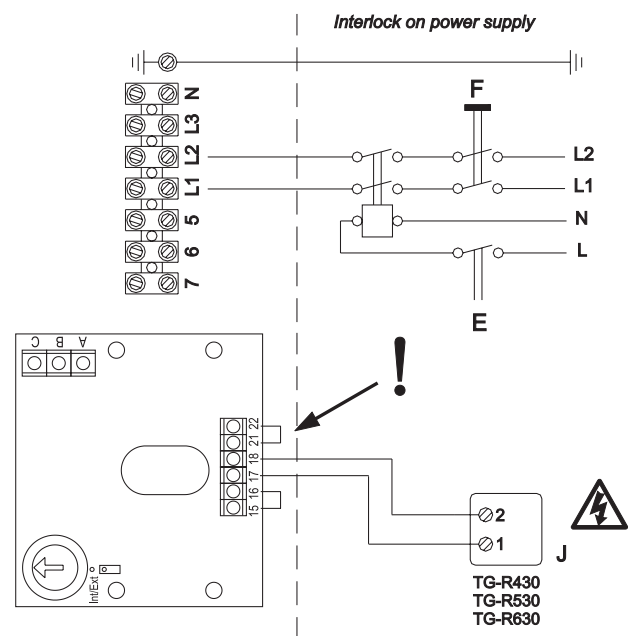 Interlock on power supply
F
N
L3
L2
L1
5
6
7
L2
L1
N
L
E
C B A
!
22
21
18
17
16
15
2
1
J
Int/Ext
TG-R430
TG-R530
TG-R630